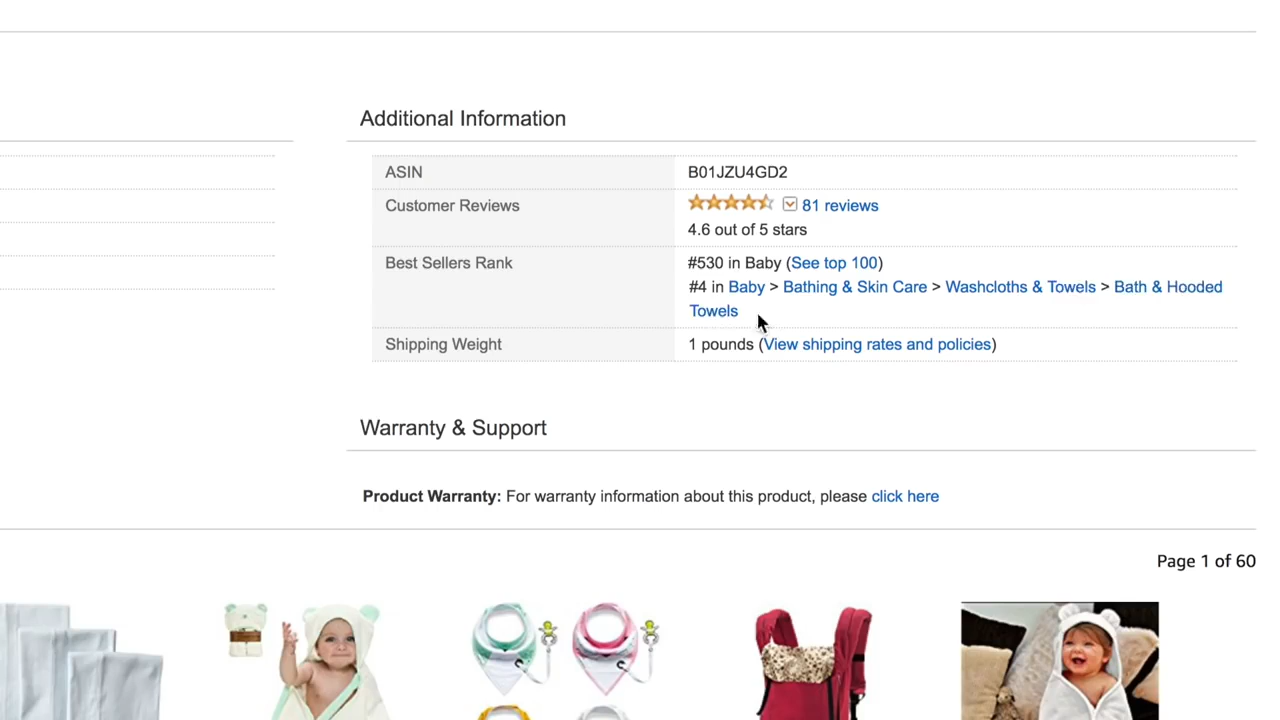 Additional Information
ASIN B01JZU4GD2
Customer Reviews 81 reviews
4.6 out of 5 stars
Best Sellers Rank #530 in Baby (See top 100)
#4 in Baby > Bathing & Skin Care > Washcloths & Towels > Bath & Hooded
Towels
Shipping Weight 1 pounds (View shipping rates and policies)
Warranty & Support
Product Warranty: For warranty information about this product, please click here
Page 1 of 60